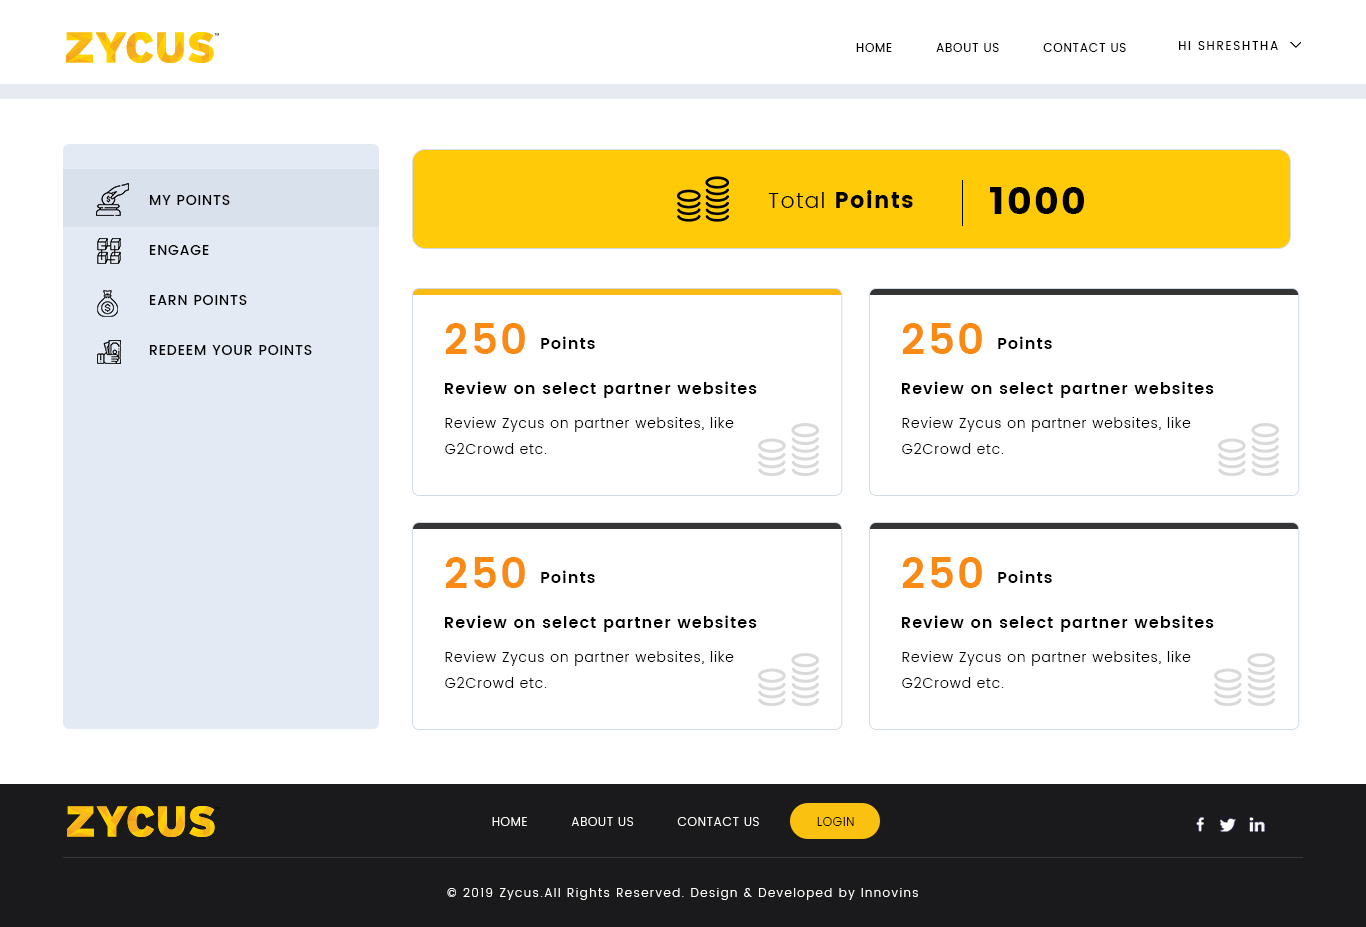 ZYCUS™
HOME
ABOUT US
CONTACT US
HI SHRESHTHA
MY POINTS
ENGAGE
EARN POINTS
REDEEM YOUR POINTS
Total Points
1000
250 Points
Review on select partner websites
Review Zycus on partner websites, like
G2Crowd etc.
250 Points
Review on select partner websites
Review Zycus on partner websites, like
G2Crowd etc.
250 Points
Review on select partner websites
Review Zycus on partner websites, like
G2Crowd etc.
250 Points
Review on select partner websites
Review Zycus on partner websites, like
G2Crowd etc.
ZYCUS
HOME
ABOUT US
CONTACT US
LOGIN
© 2019 Zycus.All Rights Reserved. Design & Developed by Innovins